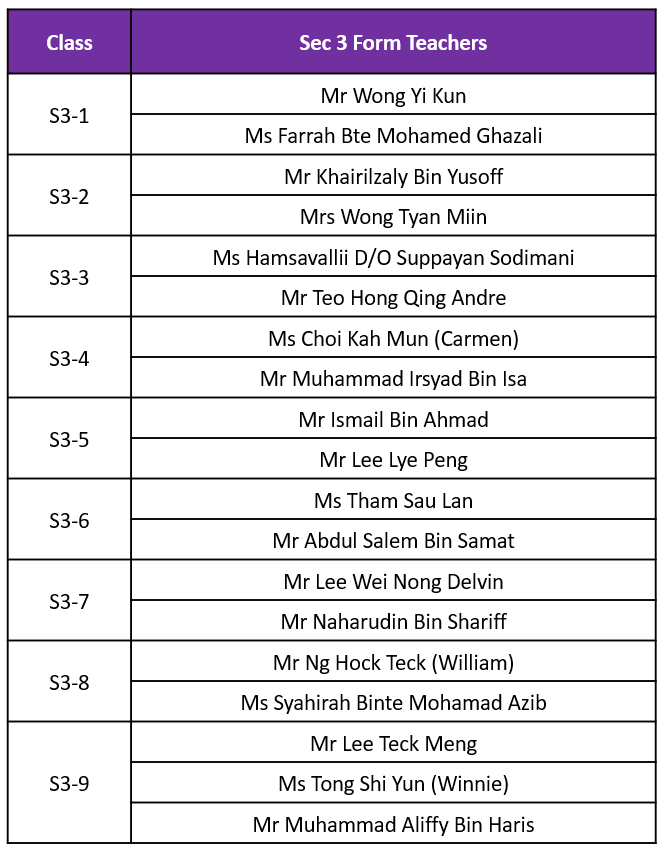 Class Sec 3 Form Teachers
S3-1
Mr Wong Yi Kun
Ms Farrah Bte Mohamed Ghazali
S3-2
Mr Khairilzaly Bin Yusoff
Mrs Wong Tyan Miin
S3-3
Ms Hamsavallii D/O Suppayan Sodimani
Mr Teo Hong Qing Andre
S3-4
Ms Choi Kah Mun (Carmen)
Mr Muhammad Irsyad Bin Isa
S3-5
Mr Ismail Bin Ahmad
Mr Lee Lye Peng
S3-6
Ms Tham Sau Lan
Mr Abdul Salem Bin Samat
S3-7
Mr Lee Wei Nong Delvin
Mr Naharudin Bin Shariff
S3-8
Mr Ng Hock Teck (William)
Ms Syahirah Binte Mohamad Azib
S3-9
Mr Lee Teck Meng
Ms Tong Shi Yun (Winnie)
Mr Muhammad Aliffy Bin Haris